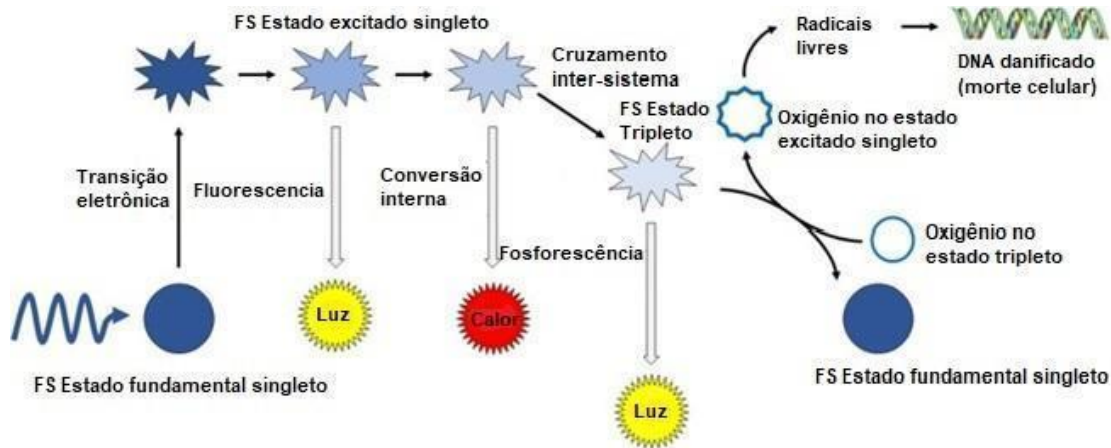 FS Estado excitado singleto
Cruzamento
inter-sistema
FS Estado
Tripleto
Radicais
livres
DNA danificado
(morte celular)
Oxigênio no estado
excitado singleto
Transição
eletrônica
Fluorescencia
Conversão
interna
Fosforescência
Oxigênio no
estado tripleto
Luz
Calor
FS Estado fundamental singleto
FS Estado fundamental singleto
Luz